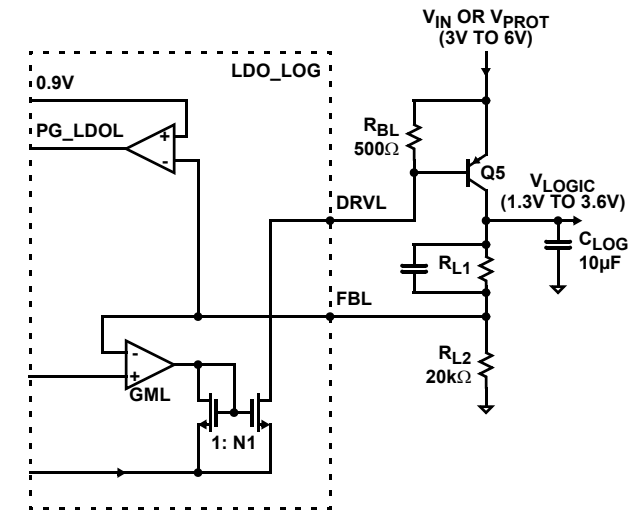 V_IN OR V_PROT
(3V TO 6V)
LDO_LOG
0.9V
PG_LDOL
+
-
R_BL
500Ω
Q5
DRVL
V_LOGIC
(1.3V TO 3.6V)
C_LOG
10µF
R_L1
FBL
-
+
GML
R_L2
20kΩ
1: N1